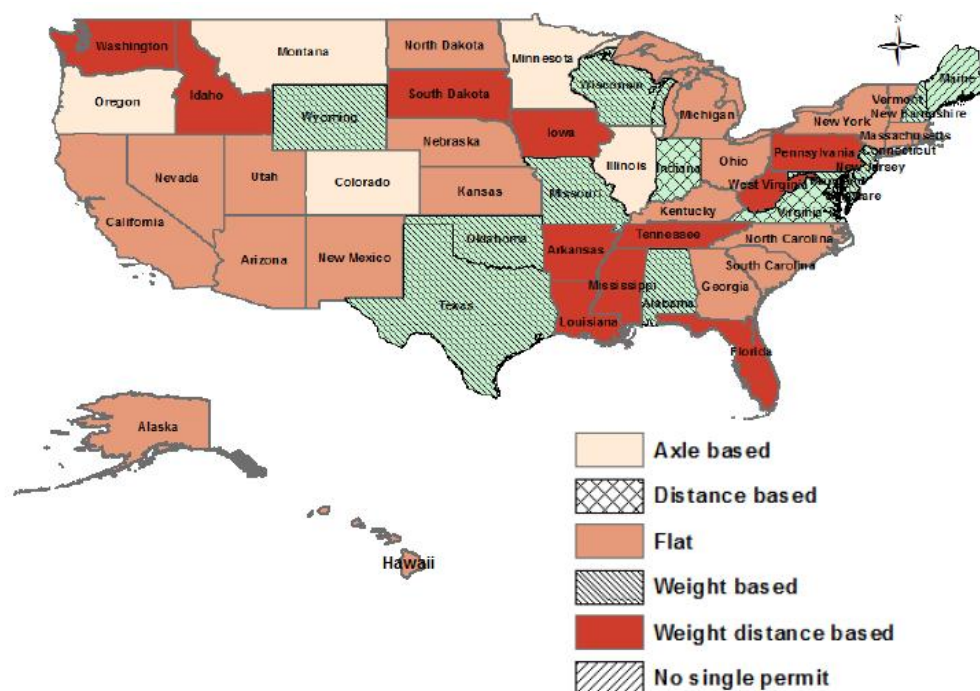 N
Washington
Montana
North Dakota
Minnesota
Maine
Oregon
Idaho
South Dakota
Wisconsin
Michigan
Vermont
New Hampshire
New York
Wyoming
Massachusetts
Iowa
Nebraska
Pennsylvania
Connecticut
New Jersey
Nevada
Utah
Colorado
Illinois
Indiana
Ohio
West Virginia
California
Kansas
Missouri
Kentucky
Virginia
Arizona
New Mexico
Oklahoma
Arkansas
Tennessee
North Carolina
South Carolina
Texas
Mississippi
Alabama
Georgia
Louisiana
Florida
Alaska
Hawaii
Axle based
Distance based
Flat
Weight based
Weight distance based
No single permit